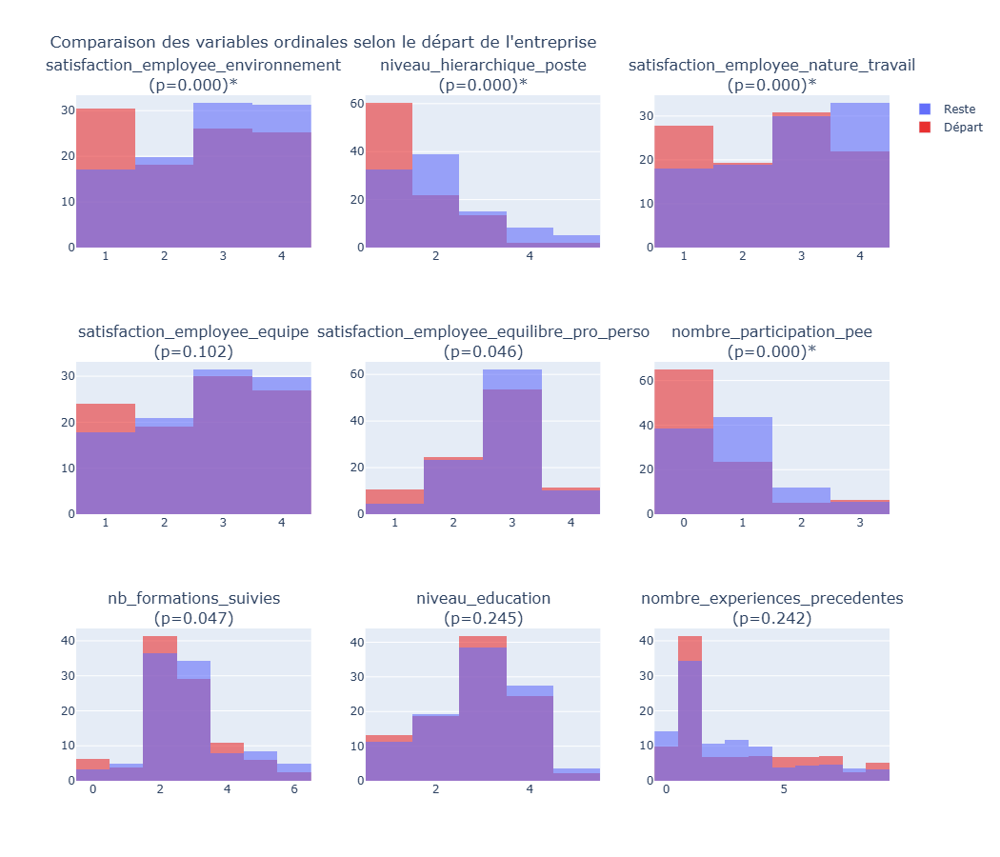 Comparaison des variables ordinales selon le départ de l'entreprise
satisfaction_employee_environnement
(p=0.000)*
niveau_hierarchique_poste
(p=0.000)*
satisfaction_employee_nature_travail
(p=0.000)*
Reste
Départ
30
20
10
0
1 2 3 4
60
40
20
0
2 4
30
20
10
0
1 2 3 4
satisfaction_employee_equipe
(p=0.102)
satisfaction_employee_equilibre_pro_perso
(p=0.046)
nombre_participation_pee
(p=0.000)*
30
20
10
0
1 2 3 4
60
40
20
0
1 2 3 4
60
40
20
0
0 1 2 3
nb_formations_suivies
(p=0.047)
niveau_education
(p=0.245)
nombre_experiences_precedentes
(p=0.242)
40
30
20
10
0
0 2 4 6
40
30
20
10
0
2 4
40
30
20
10
0
0 5